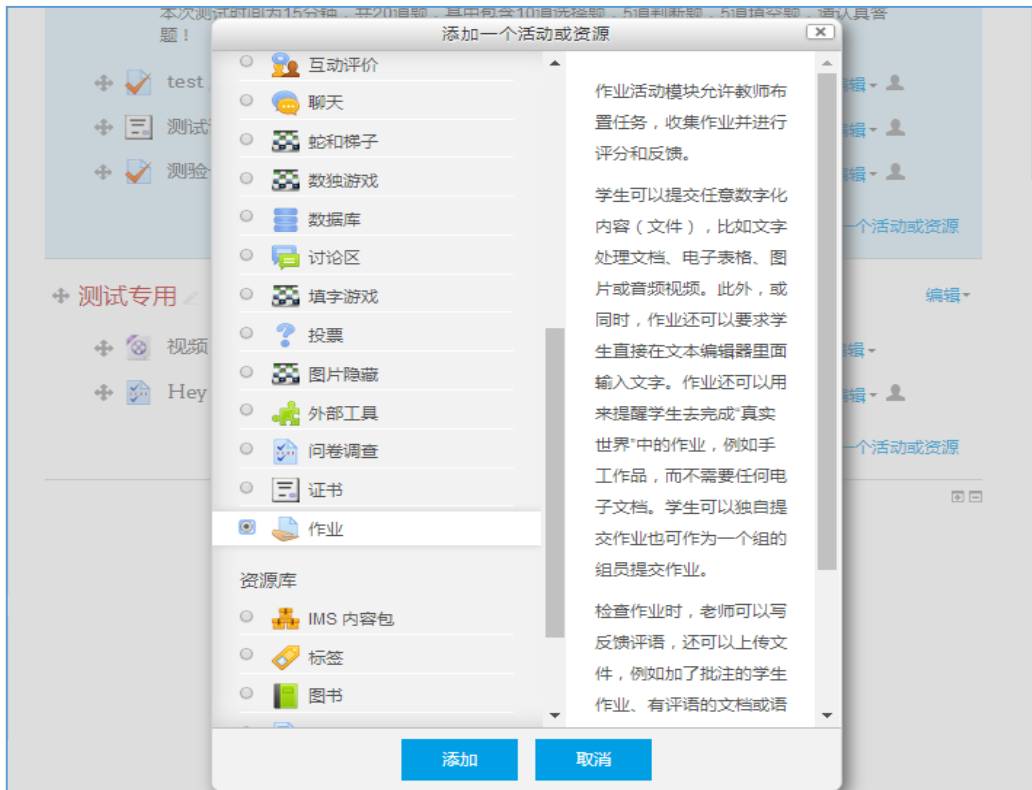 本次测试时间为15分钟，共20道题，其中包含10道选择题，5道判断题，5道填空题，请认真答
题！
添加一个活动或资源
test
测试
测验
编辑
一个活动或资源
测试专用
编辑
视频
Hey
一个活动或资源
互动评价
聊天
蛇和梯子
数独游戏
数据库
讨论区
填字游戏
投票
图片隐藏
外部工具
问卷调查
证书
作业
资源库
IMS 内容包
标签
图书
作业活动模块允许教师布
置任务，收集作业并进行
评分和反馈。
学生可以提交任意数字化
内容（文件），比如文字
处理文档、电子表格、图
片或音频视频。此外，或
同时，作业还可以要求学
生直接在文本编辑器里面
输入文字。作业还可以用
来提醒学生去完成“真实
世界”中的作业，例如手
工作品，而不需要任何电
子文档。学生可以独自提
交作业也可作为一个组的
组员提交作业。
检查作业时，老师可以写
反馈评语，还可以上传文
件，例如加了批注的学生
作业、有评语的文档或语
添加
取消